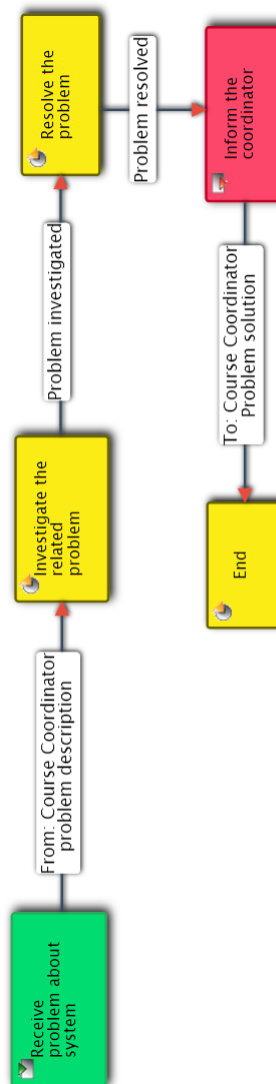 Receive
problem about
system
From: Course Coordinator
problem description
Investigate the
related
problem
Problem investigated
Resolve the
problem
Problem resolved
Inform the
coordinator
To: Course Coordinator
Problem solution
End